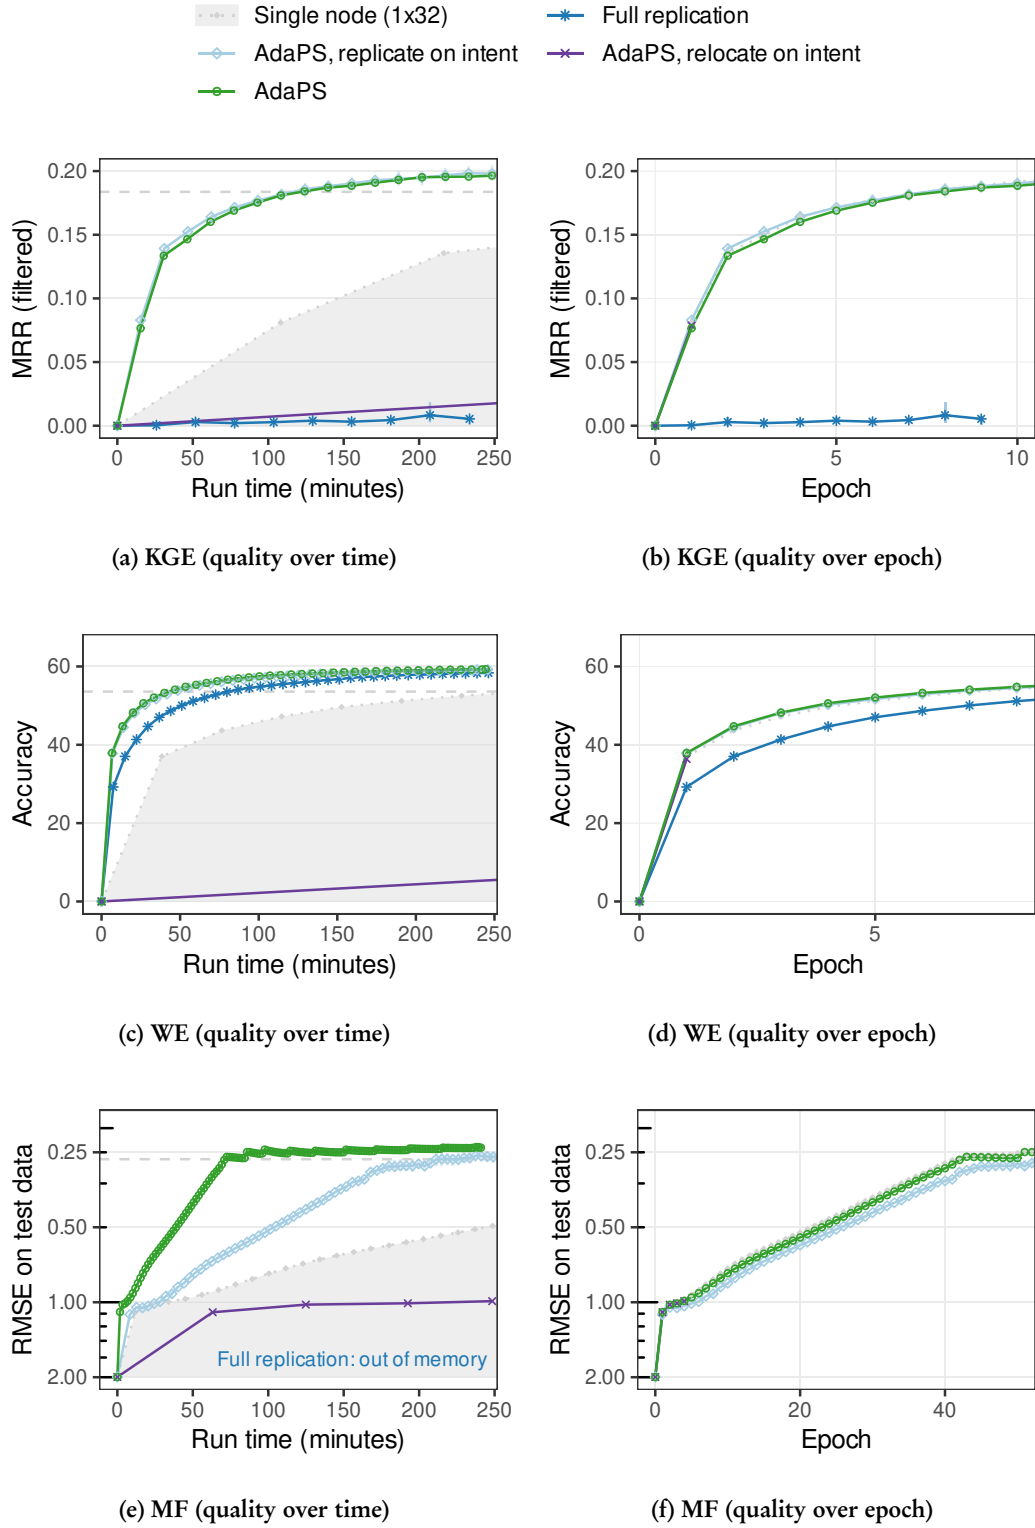 Single node (1x32)
Full replication
AdaPS, replicate on intent
AdaPS, relocate on intent
AdaPS
MRR (filtered)
0.20
0.15
0.10
0.05
0.00
0 50 100 150 200 250
Run time (minutes)
(a) KGE (quality over time)
MRR (filtered)
0.20
0.15
0.10
0.05
0.00
0 5 10
Epoch
(b) KGE (quality over epoch)
Accuracy
60
40
20
0
0 50 100 150 200 250
Run time (minutes)
(c) WE (quality over time)
Accuracy
60
40
20
0
0 5
Epoch
(d) WE (quality over epoch)
RMSE on test data
0.25
0.50
1.00
2.00
Full replication: out of memory
0 50 100 150 200 250
Run time (minutes)
(e) MF (quality over time)
RMSE on test data
0.25
0.50
1.00
2.00
0 20 40
Epoch
(f) MF (quality over epoch)